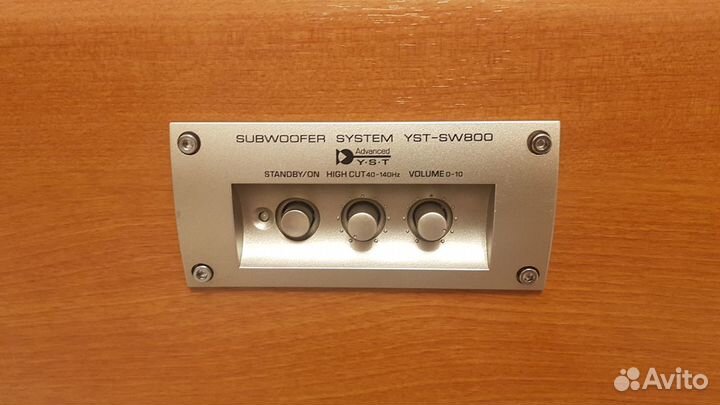 SUBWOOFER SYSTEM YST-SW800
Advanced
Y·S·T
STANDBY/ON HIGH CUT 40-140Hz VOLUME 0-10
Avito